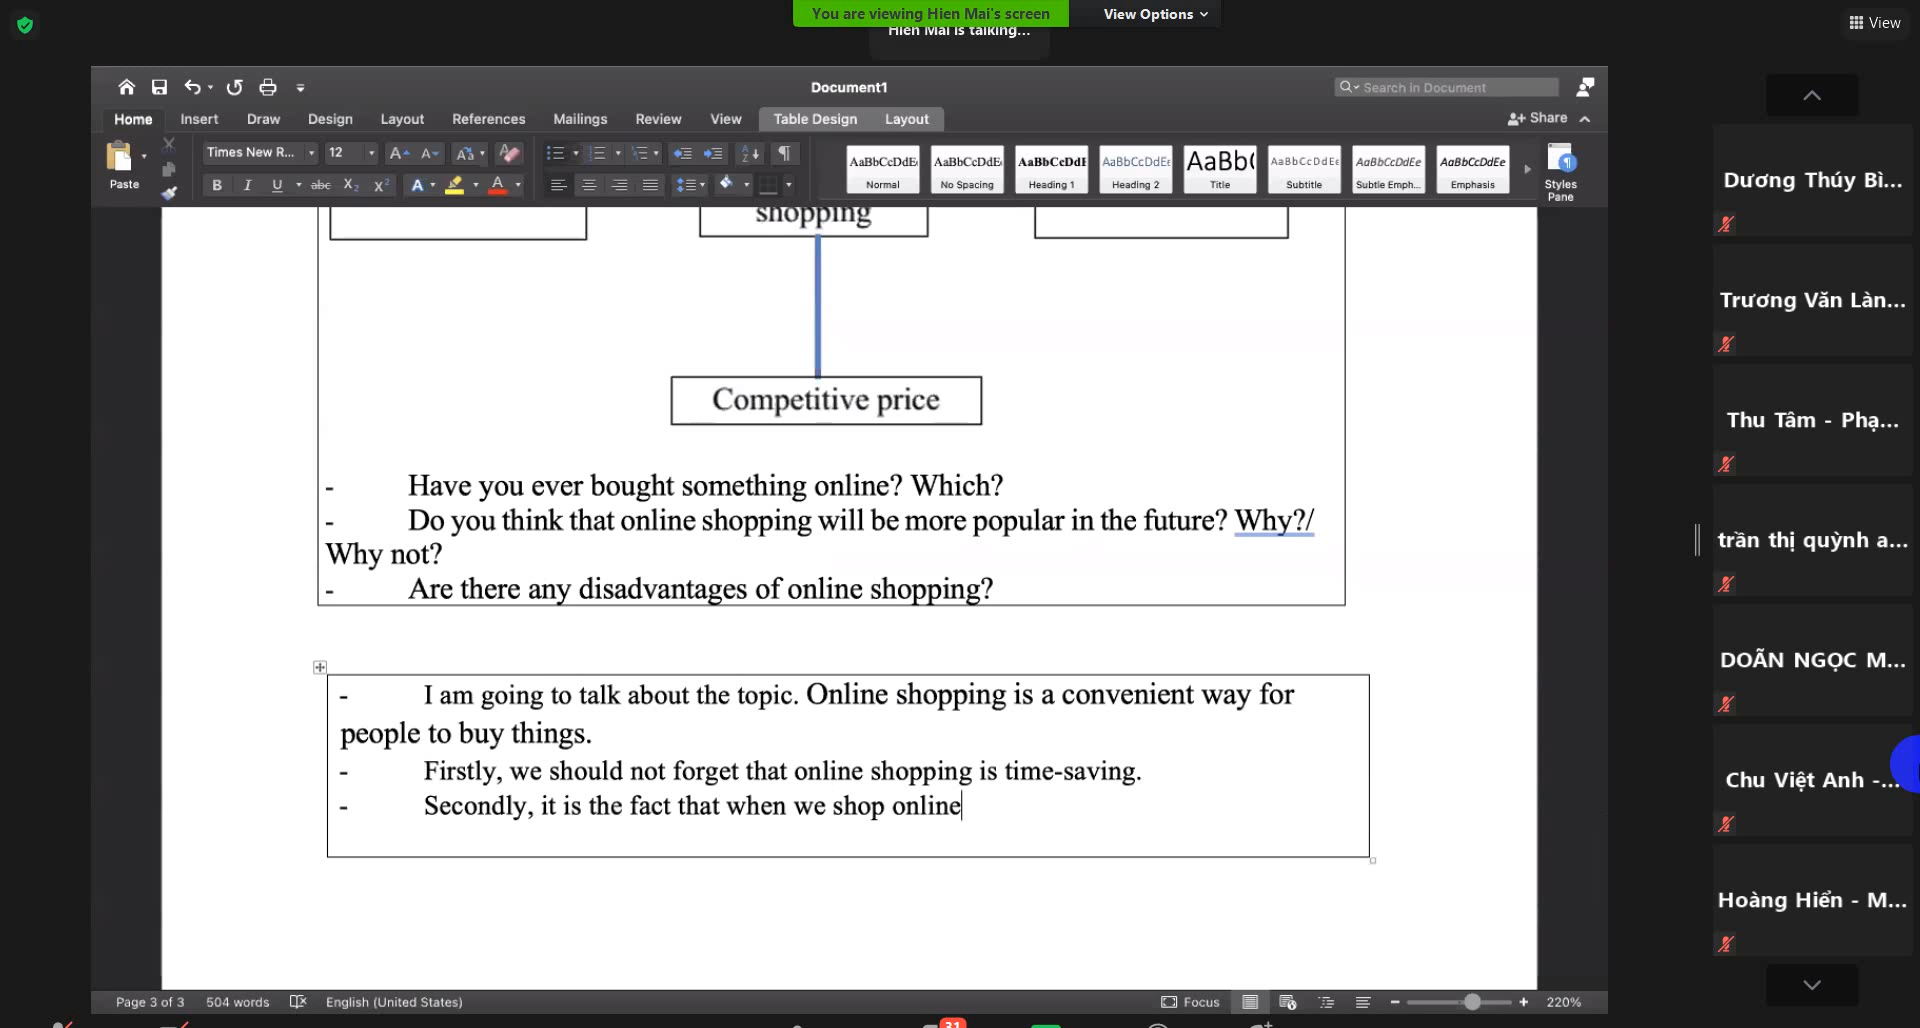 You are viewing Hien Mai's screen
View Options
Hien Mai is talking...
View
Document1
Search in Document
Home Insert Draw Design Layout References Mailings Review View Table Design Layout
Share
Paste
Times New R...
12
AaBbCcDdE AaBbCcDdE AaBbCcDdE AaBbCcDdE AaBb( AaBbCcDdE AaBbCcDdEe AaBbCcDdEe
Normal No Spacing Heading 1 Heading 2 Title Subtitle Subtle Emph... Emphasis
Styles
Pane
shopping
Competitive price
- Have you ever bought something online? Which?
- Do you think that online shopping will be more popular in the future? Why?/
Why not?
- Are there any disadvantages of online shopping?
- I am going to talk about the topic. Online shopping is a convenient way for
people to buy things.
- Firstly, we should not forget that online shopping is time-saving.
- Secondly, it is the fact that when we shop online
Page 3 of 3 504 words English (United States) Focus 220%
31
Dương Thúy Bì...
Trương Văn Làn...
Thu Tâm - Phạ...
trần thị quỳnh a...
DOÃN NGỌC M...
Chu Việt Anh -...
Hoàng Hiển - M...